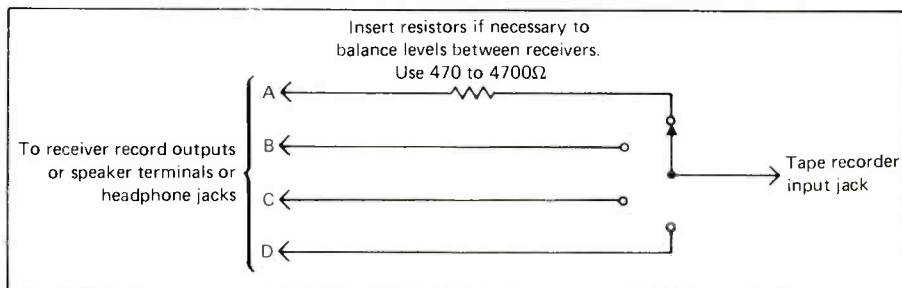 Insert resistors if necessary to
balance levels between receivers.
Use 470 to 4700Ω
A
To receiver record outputs
or speaker terminals or
headphone jacks
B
C
D
Tape recorder
input jack